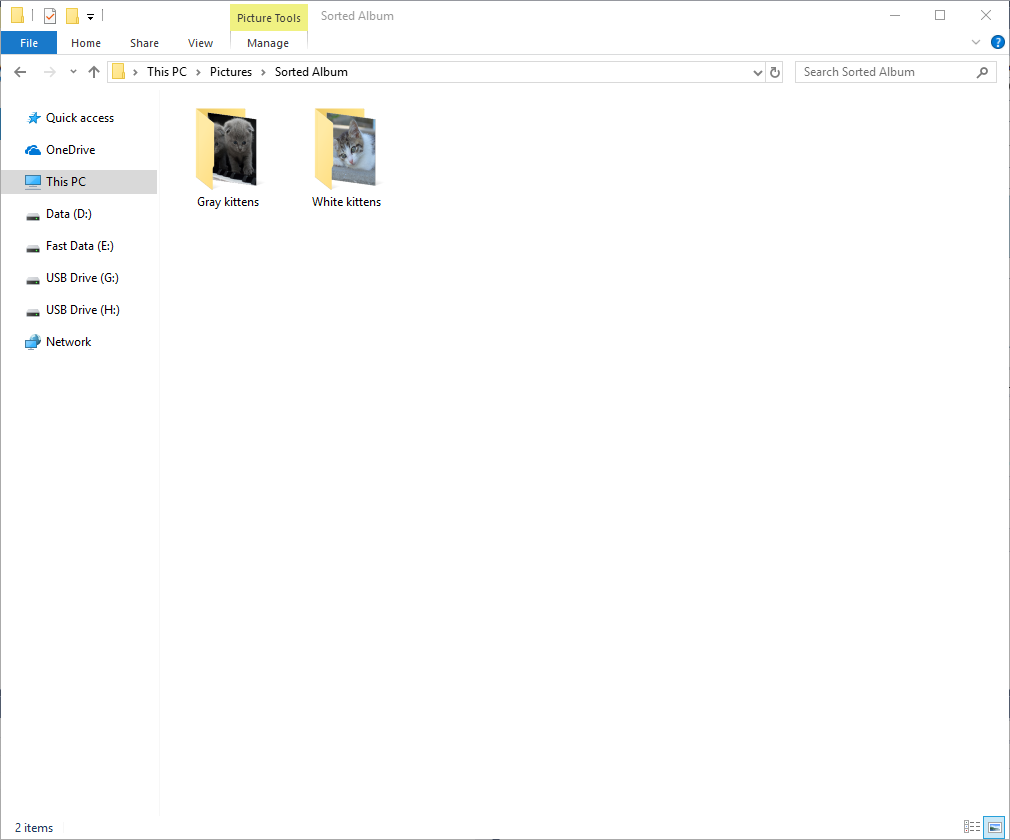 Picture Tools Sorted Album
File Home Share View Manage
This PC Pictures Sorted Album Search Sorted Album
Quick access
OneDrive
This PC
Data (D:)
Fast Data (E:)
USB Drive (G:)
USB Drive (H:)
Network
Gray kittens White kittens
2 items